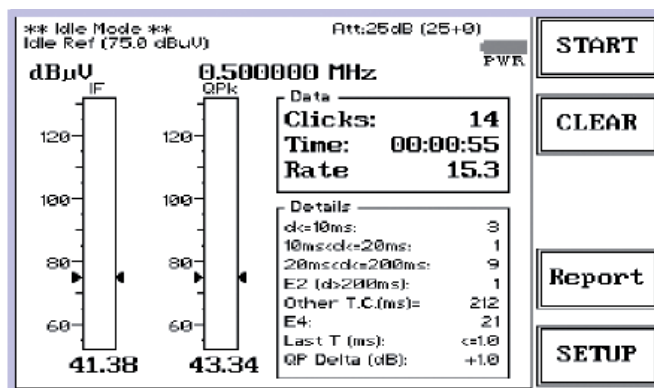 ** Idle Mode **
Att:25dB (25+0)
Idle Ref (75.0 dBuV)
PWR
dBµV
0.500000 MHz
IF
QPk
120
100
80
60
41.38
120
100
80
60
43.34
Data
Clicks: 14
Time: 00:00:55
Rate 15.3
Details
d<=10ms: 3
10ms<d<=20ms: 1
20ms<d<=200ms: 9
E2 (d>200ms): 1
Other T.C.(ms)= 212
E4: 21
Last T (ms): <=1.0
QP Delta (dB): +1.0
START
CLEAR
Report
SETUP